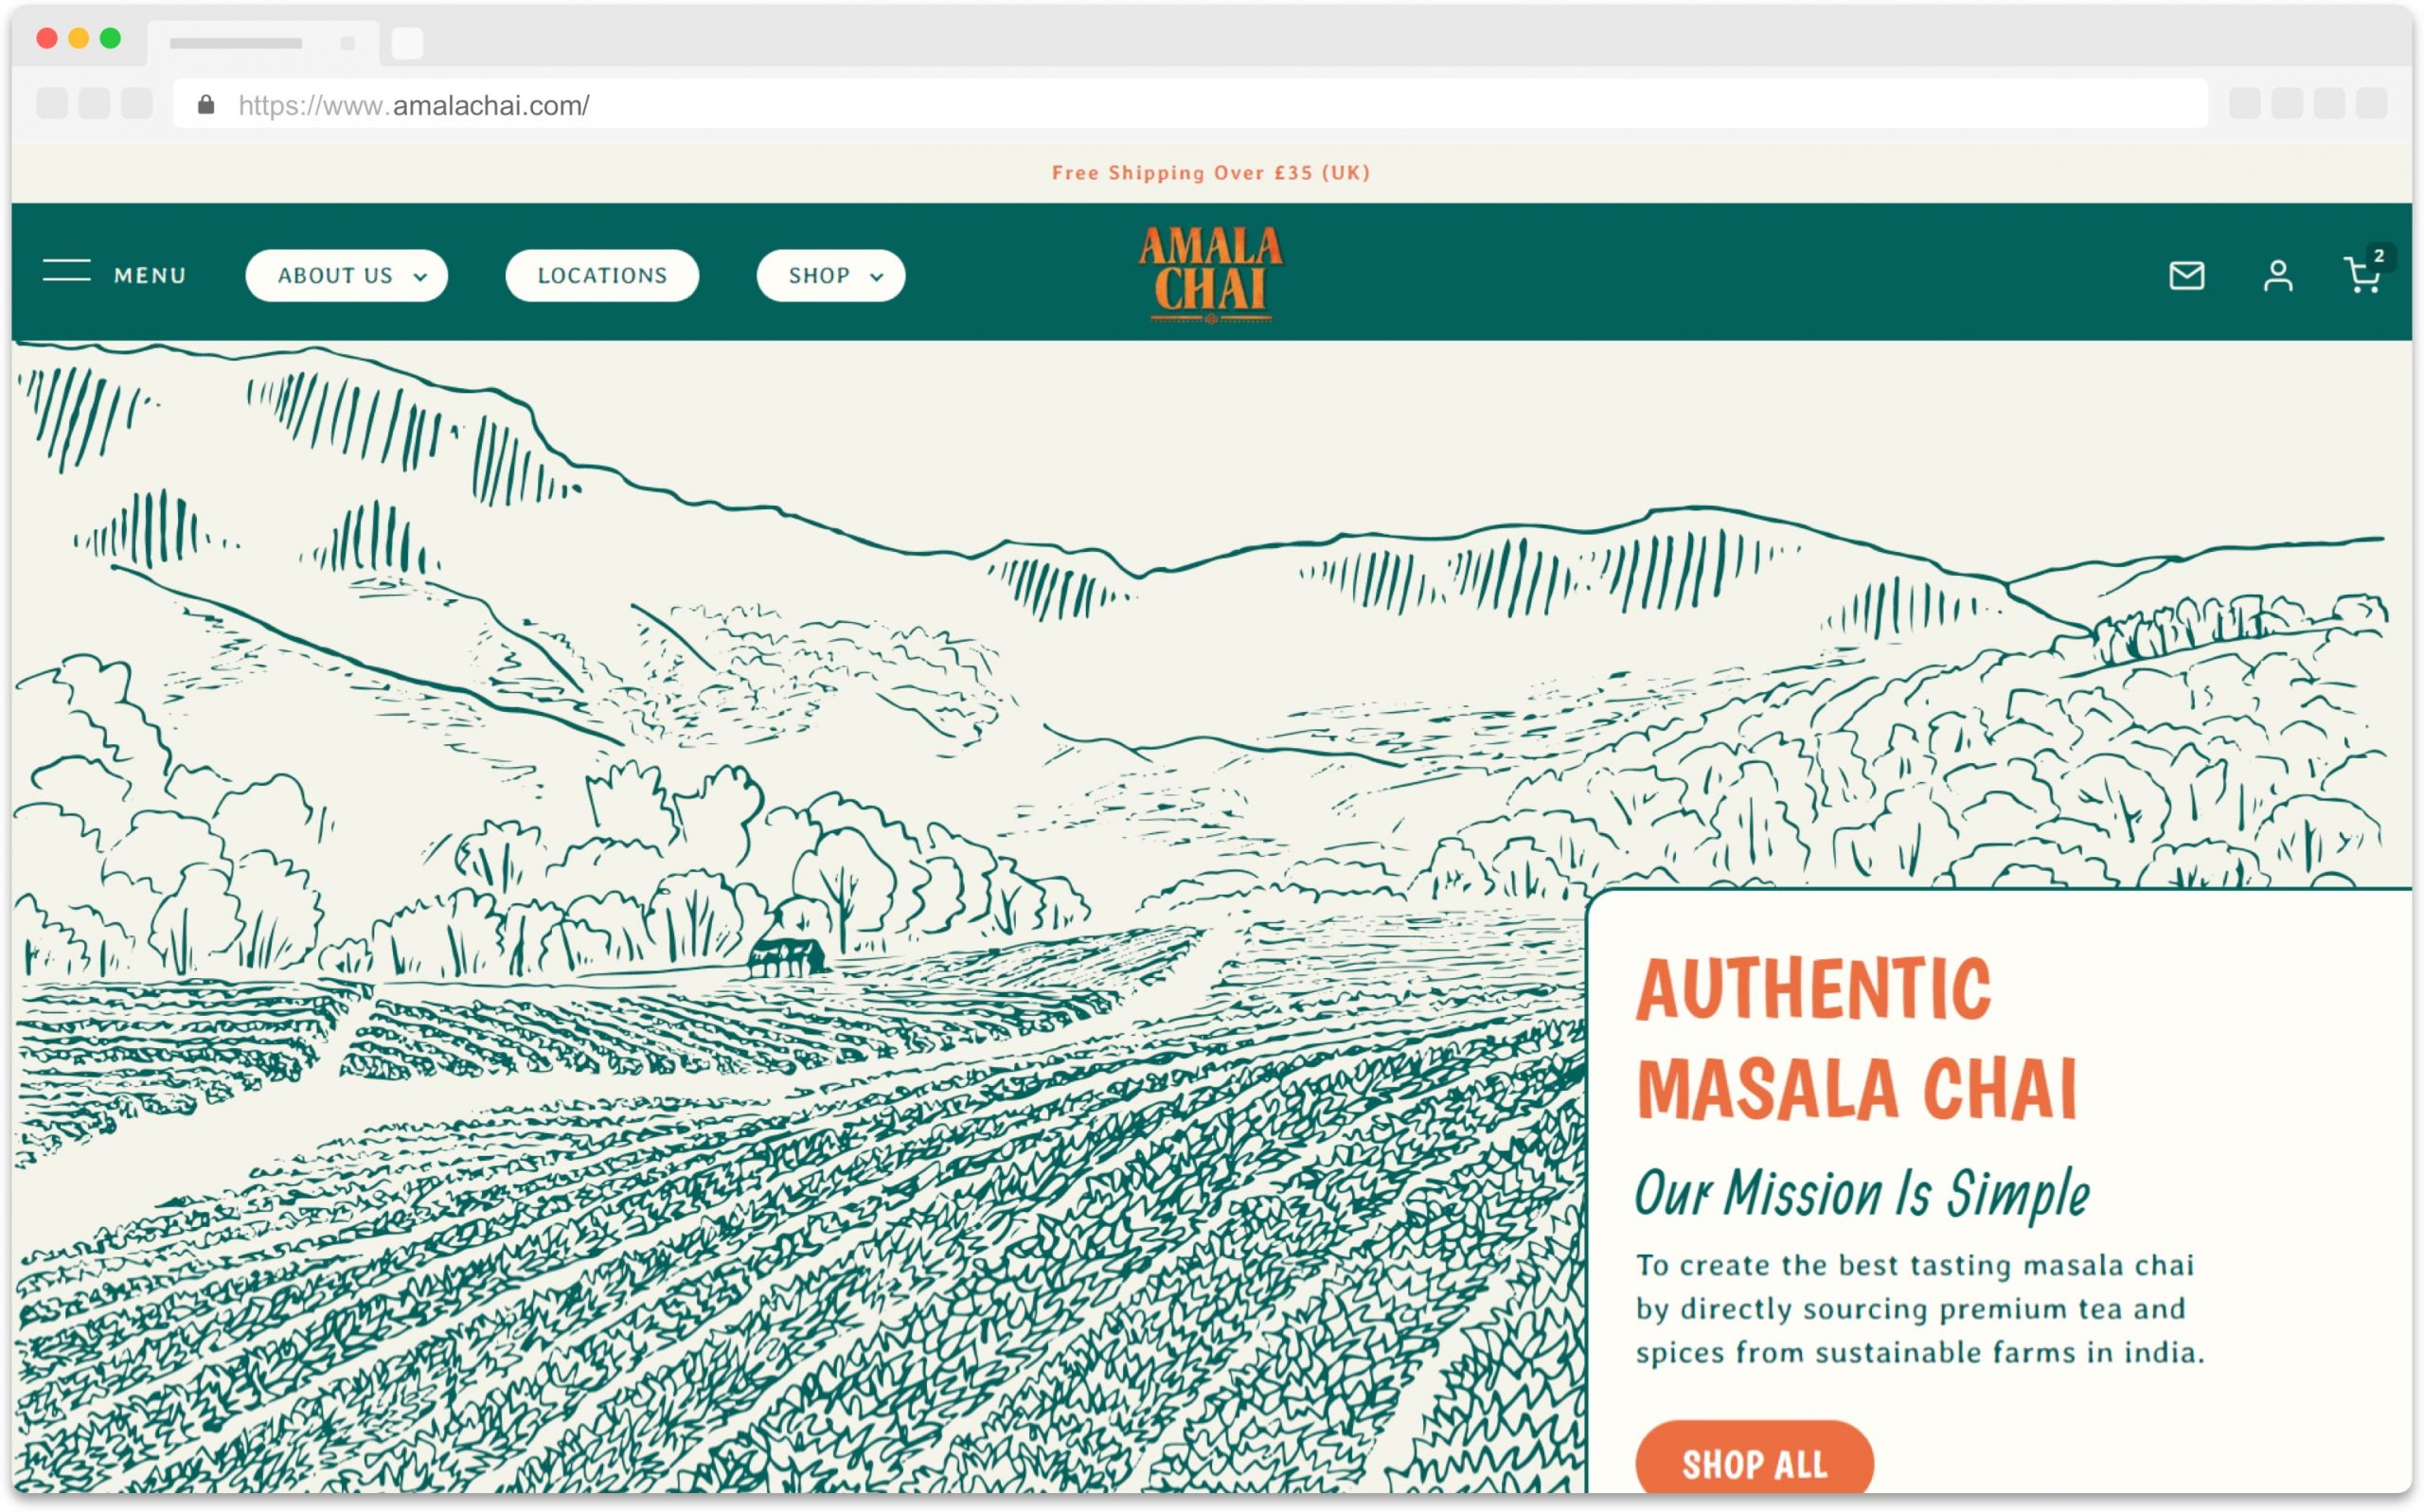 https://www.amalachai.com/
Free Shipping Over £35 (UK)
MENU
ABOUT US
LOCATIONS
SHOP
AMALA
CHAI
2
AUTHENTIC
MASALA CHAI
Our Mission Is Simple
To create the best tasting masala chai
by directly sourcing premium tea and
spices from sustainable farms in india.
SHOP ALL